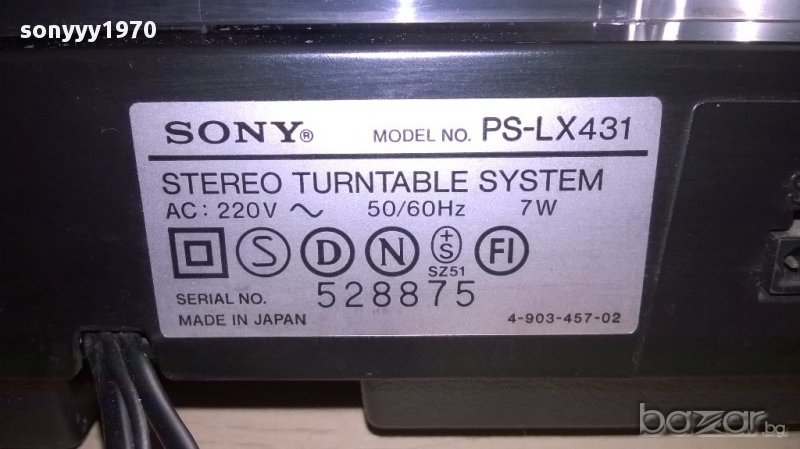 sonyyy1970
SONY® MODEL NO. PS-LX431
STEREO TURNTABLE SYSTEM
AC: 220V ~ 50/60Hz 7W
S D N +S FI
SZ51
SERIAL NO. 528875
MADE IN JAPAN 4-903-457-02
bazar.bg